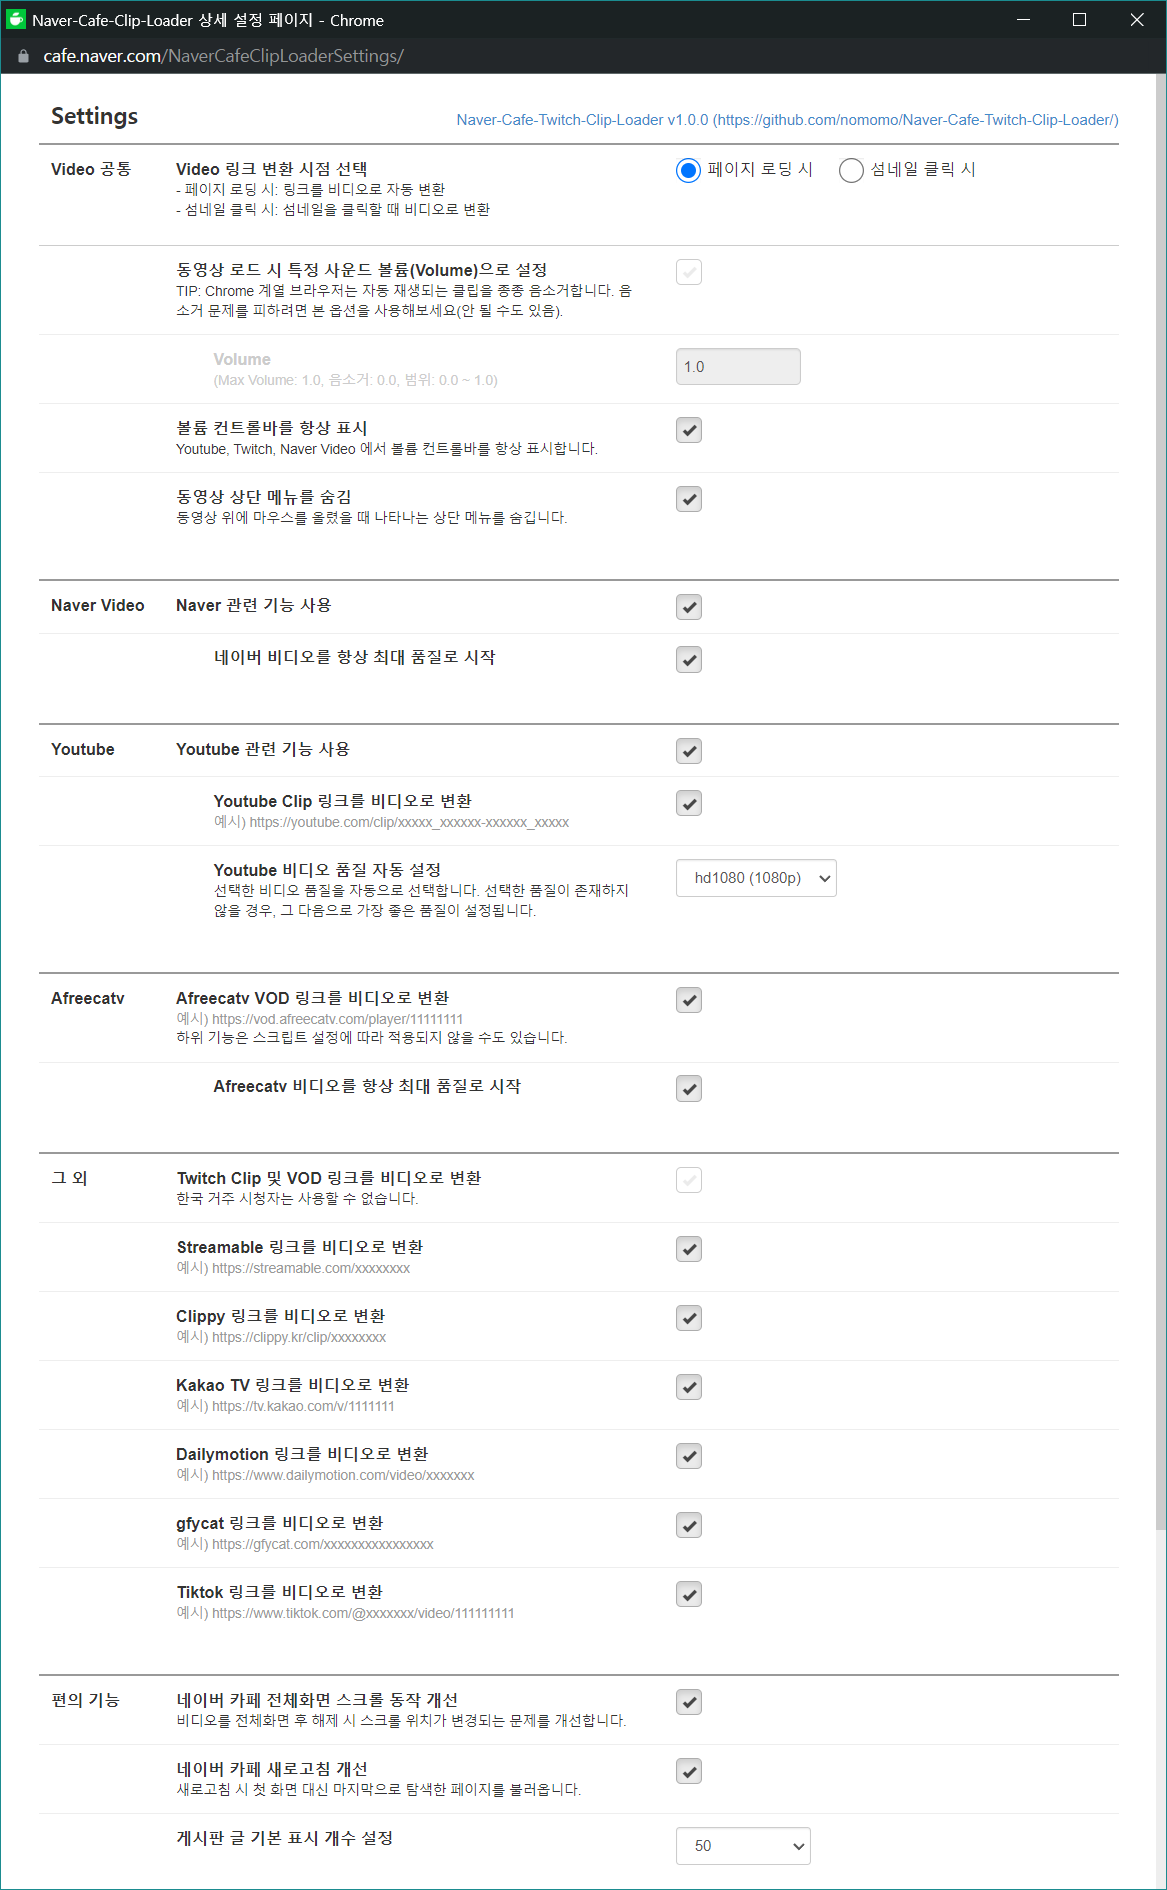 Naver-Cafe-Clip-Loader 상세 설정 페이지 - Chrome
cafe.naver.com/NaverCafeClipLoaderSettings/
Settings
Naver-Cafe-Twitch-Clip-Loader v1.0.0 (https://github.com/nomomo/Naver-Cafe-Twitch-Clip-Loader/)
Video 공통
Video 링크 변환 시점 선택
- 페이지 로딩 시: 링크를 비디오로 자동 변환
- 섬네일 클릭 시: 섬네일을 클릭할 때 비디오로 변환
페이지 로딩 시
섬네일 클릭 시
동영상 로드 시 특정 사운드 볼륨(Volume)으로 설정
TIP: Chrome 계열 브라우저는 자동 재생되는 클립을 종종 음소거합니다. 음
소거 문제를 피하려면 본 옵션을 사용해보세요(안 될 수도 있음).
Volume
(Max Volume: 1.0, 음소거: 0.0, 범위: 0.0 ~ 1.0)
1.0
볼륨 컨트롤바를 항상 표시
Youtube, Twitch, Naver Video 에서 볼륨 컨트롤바를 항상 표시합니다.
동영상 상단 메뉴를 숨김
동영상 위에 마우스를 올렸을 때 나타나는 상단 메뉴를 숨깁니다.
Naver Video
Naver 관련 기능 사용
네이버 비디오를 항상 최대 품질로 시작
Youtube
Youtube 관련 기능 사용
Youtube Clip 링크를 비디오로 변환
예시) https://youtube.com/clip/xxxxx_xxxxxx-xxxxxx_xxxxx
Youtube 비디오 품질 자동 설정
선택한 비디오 품질을 자동으로 선택합니다. 선택한 품질이 존재하지
않을 경우, 그 다음으로 가장 좋은 품질이 설정됩니다.
hd1080 (1080p)
Afreecatv
Afreecatv VOD 링크를 비디오로 변환
예시) https://vod.afreecatv.com/player/11111111
하위 기능은 스크립트 설정에 따라 적용되지 않을 수도 있습니다.
Afreecatv 비디오를 항상 최대 품질로 시작
그 외
Twitch Clip 및 VOD 링크를 비디오로 변환
한국 거주 시청자는 사용할 수 없습니다.
Streamable 링크를 비디오로 변환
예시) https://streamable.com/xxxxxxxx
Clippy 링크를 비디오로 변환
예시) https://clippy.kr/clip/xxxxxxxx
Kakao TV 링크를 비디오로 변환
예시) https://tv.kakao.com/v/1111111
Dailymotion 링크를 비디오로 변환
예시) https://www.dailymotion.com/video/xxxxxxx
gfycat 링크를 비디오로 변환
예시) https://gfycat.com/xxxxxxxxxxxxxxxx
Tiktok 링크를 비디오로 변환
예시) https://www.tiktok.com/@xxxxxxx/video/111111111
편의 기능
네이버 카페 전체화면 스크롤 동작 개선
비디오를 전체화면 후 해제 시 스크롤 위치가 변경되는 문제를 개선합니다.
네이버 카페 새로고침 개선
새로고침 시 첫 화면 대신 마지막으로 탐색한 페이지를 불러옵니다.
게시판 글 기본 표시 개수 설정
50